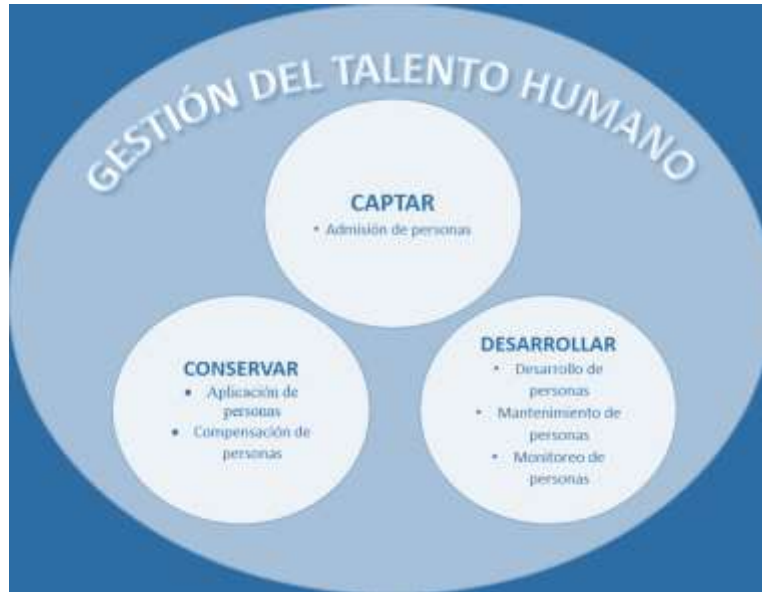 GESTIÓN DEL TALENTO HUMANO
CAPTAR
• Admisión de personas
CONSERVAR
• Aplicación de
personas
• Compensación de
personas
DESARROLLAR
• Desarrollo de
personas
• Mantenimiento de
personas
• Monitoreo de
personas